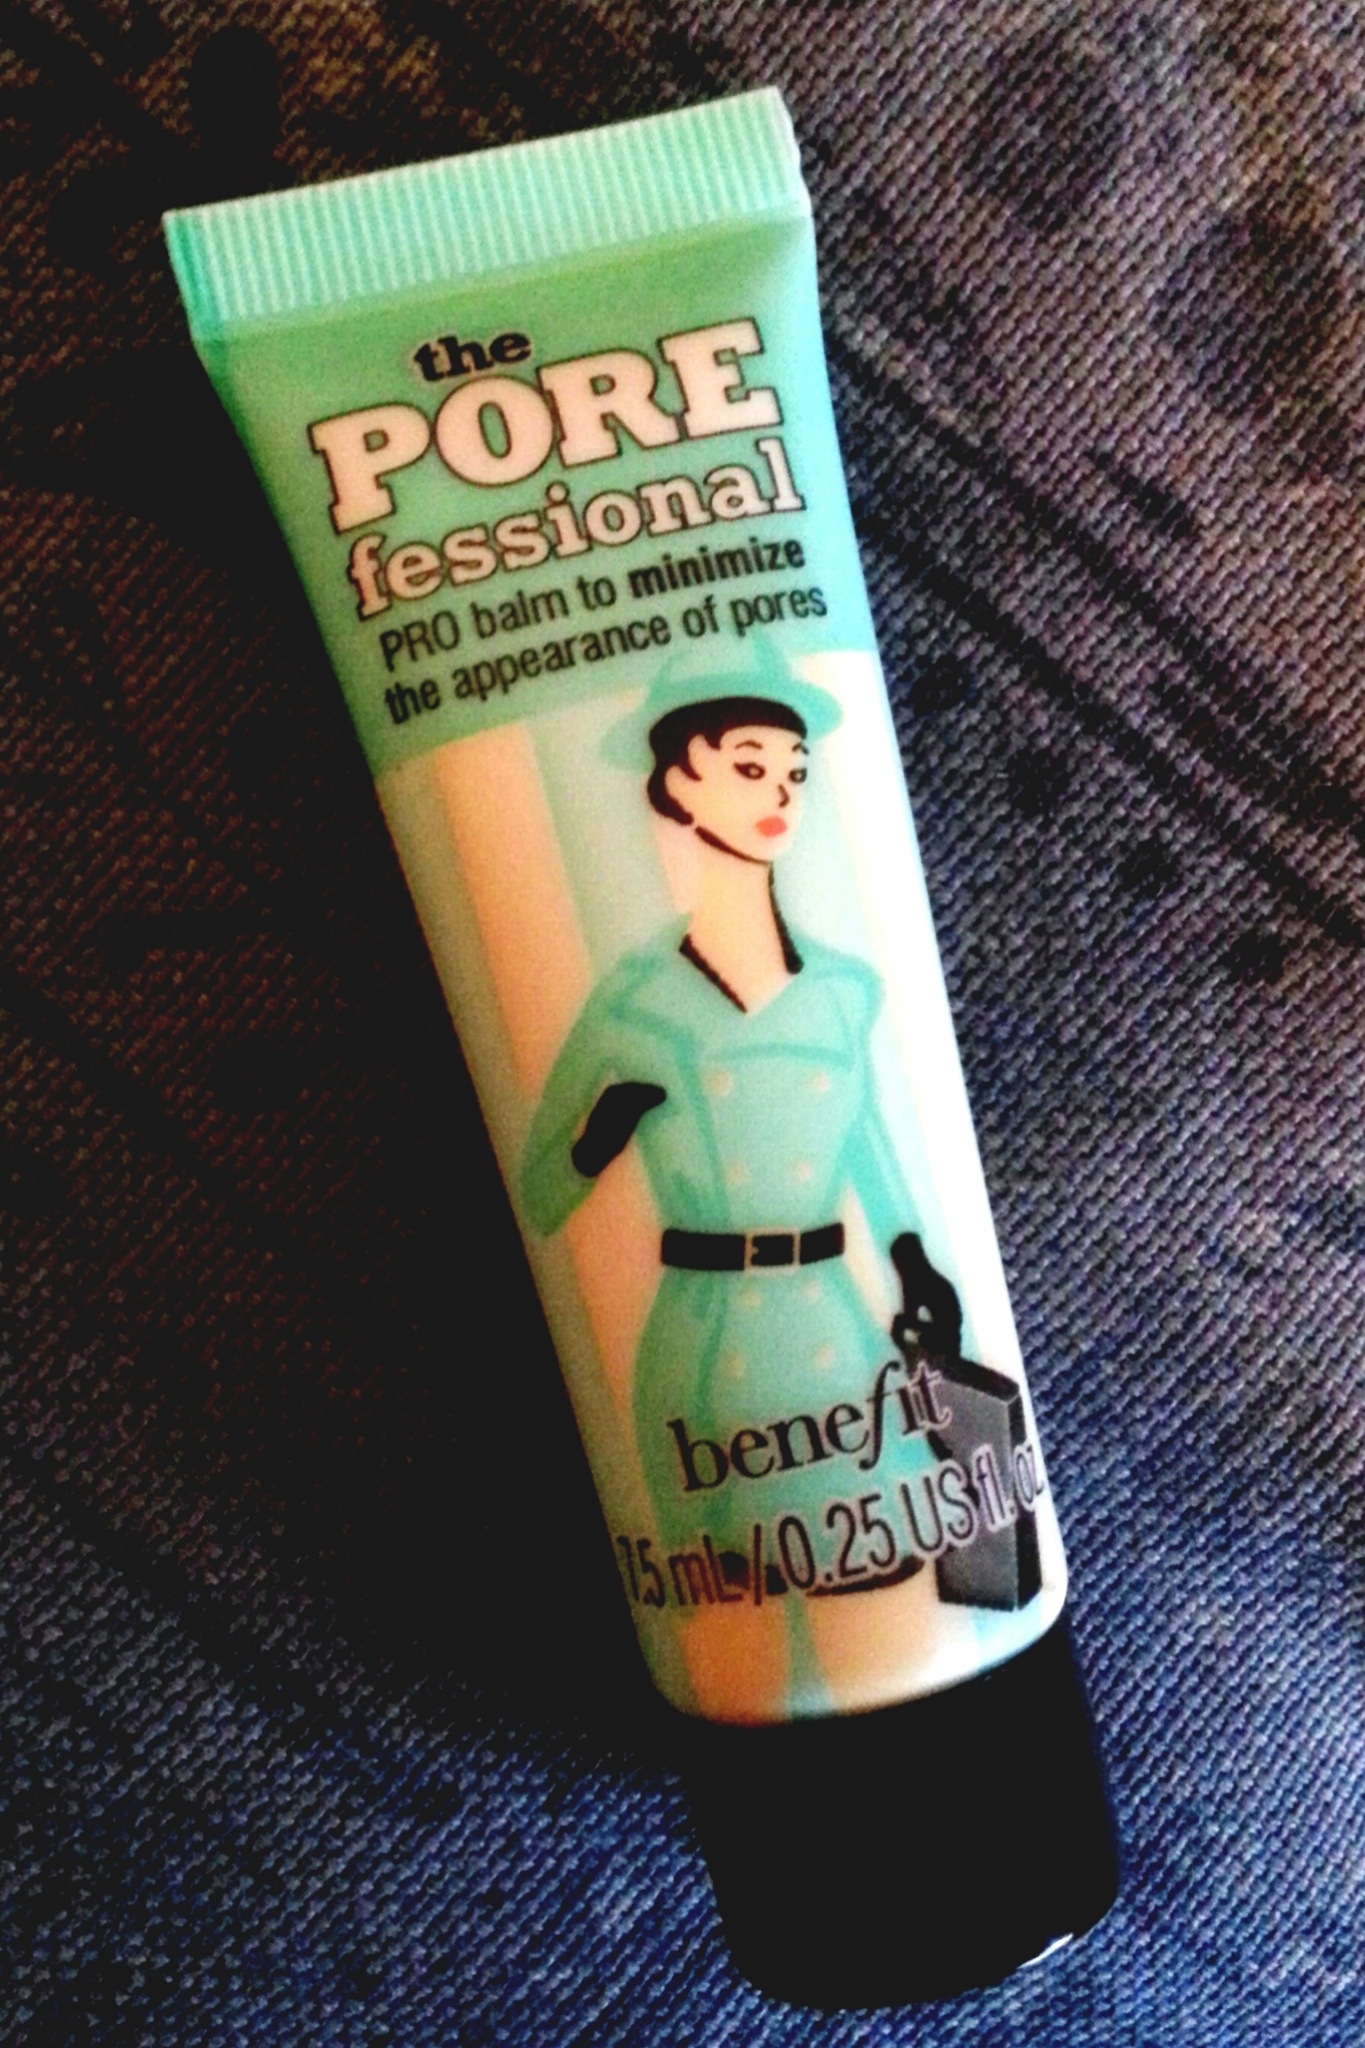 the
PORE
fessional
PRO balm to minimize
the appearance of pores
benefit
7.5 mL / 0.25 US fl. oz